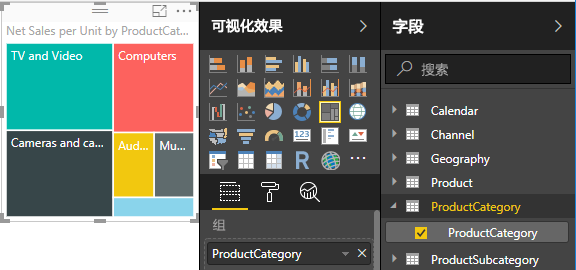 Net Sales per Unit by ProductCat...
TV and Video
Computers
Cameras and ca...
Aud...
Mu...
可视化效果
123
R
组
ProductCategory
字段
搜索
Calendar
Channel
Geography
Product
ProductCategory
ProductCategory
ProductSubcategory